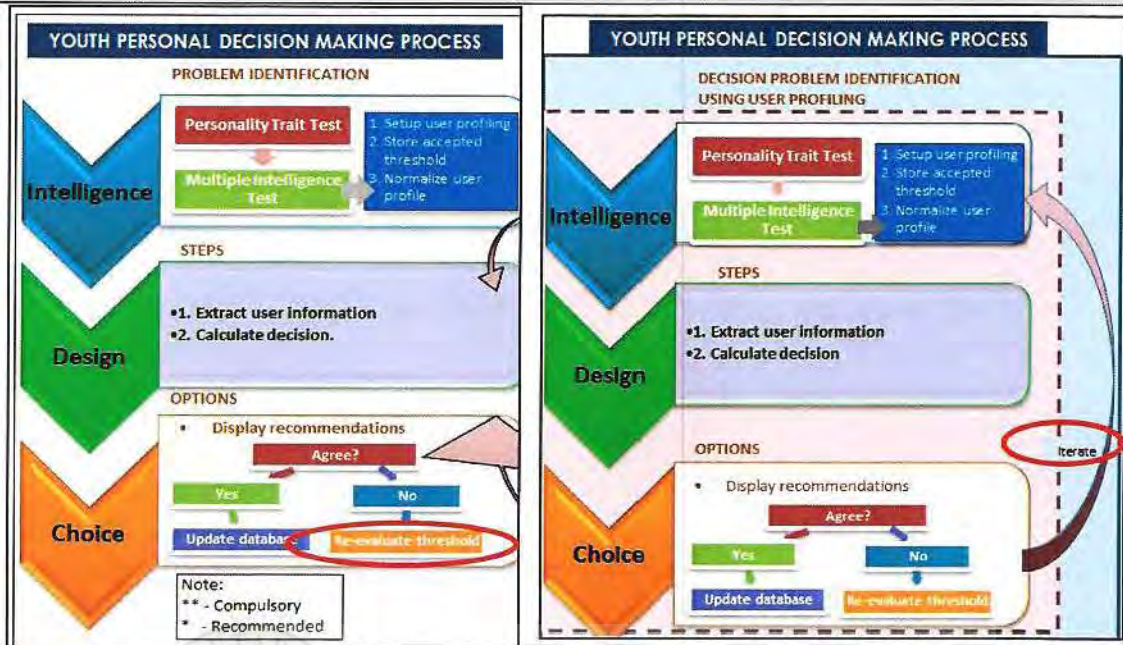 YOUTH PERSONAL DECISION MAKING PROCESS
PROBLEM IDENTIFICATION
Intelligence
Personality Trait Test
Multiple Intelligence
Test
1. Setup user profiling
2. Store accepted
threshold
3. Normalize user
profile
STEPS
Design
•1. Extract user information
•2. Calculate decision.
OPTIONS
Choice
• Display recommendations
Agree?
Yes
No
Update database
Re-evaluate threshold
Note:
** - Compulsory
* - Recommended
YOUTH PERSONAL DECISION MAKING PROCESS
DECISION PROBLEM IDENTIFICATION
USING USER PROFILING
Intelligence
Personality Trait Test
Multiple Intelligence
Test
1. Setup user profiling
2. Store accepted
threshold
3. Normalize user
profile
STEPS
Design
•1. Extract user information
•2. Calculate decision
Iterate
OPTIONS
Choice
• Display recommendations
Agree?
Yes
No
Update database
Re-evaluate threshold